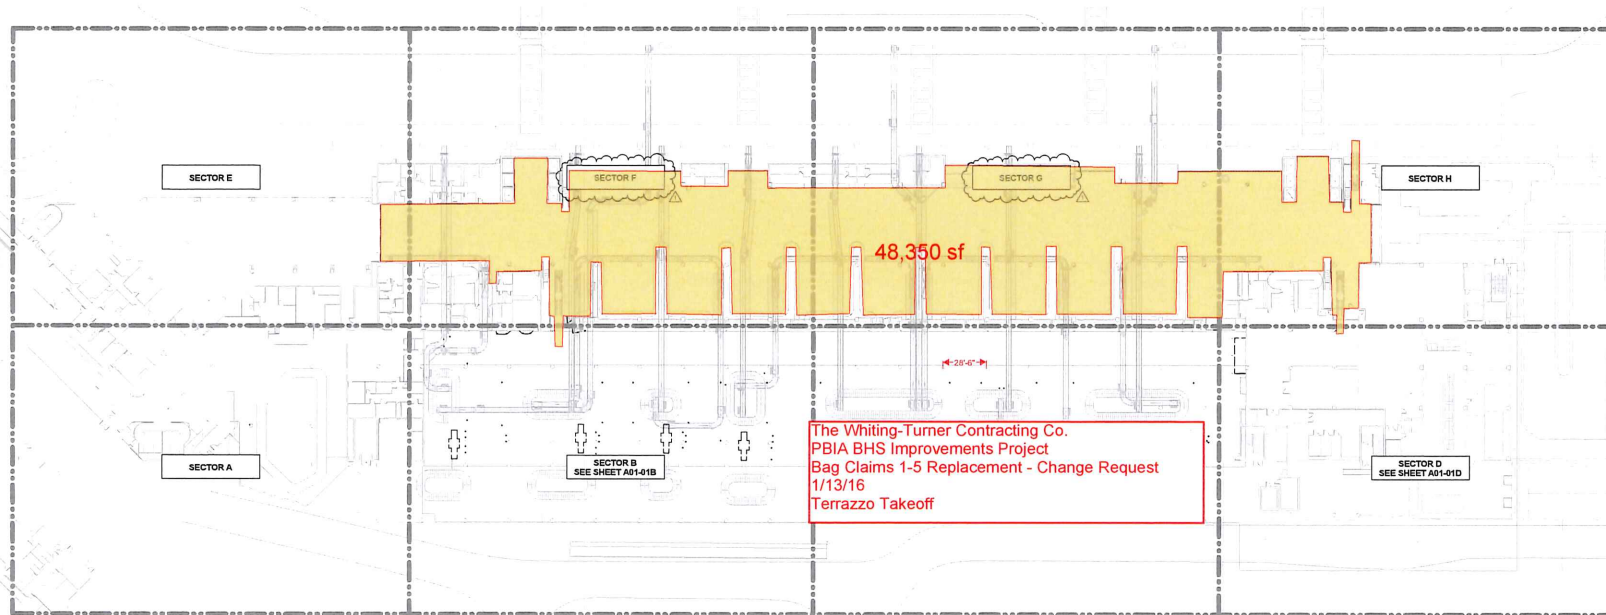 SECTOR E
SECTOR F
SECTOR G
SECTOR H
48,350 sf
28'-6"
The Whiting-Turner Contracting Co.
PBIA BHS Improvements Project
Bag Claims 1-5 Replacement - Change Request
1/13/16
Terrazzo Takeoff
SECTOR A
SECTOR B
SEE SHEET A01-01B
SECTOR D
SEE SHEET A01-01D